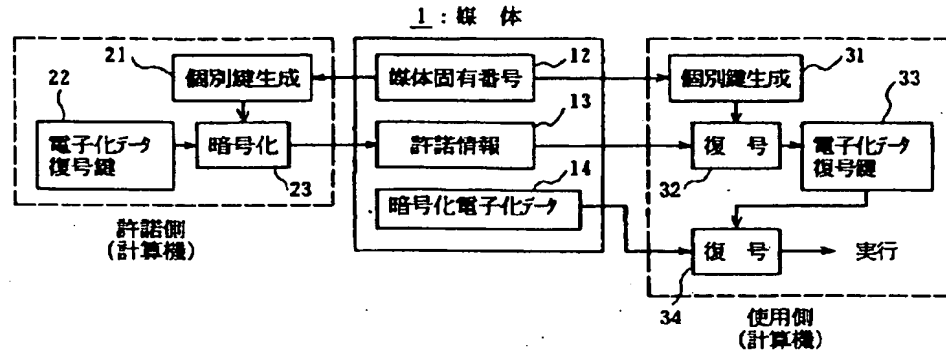 1:媒 体
21
12
31
22
個別鍵生成
媒体固有番号
個別鍵生成
33
13
電子化データ
復号鍵
暗号化
許諾情報
復 号
電子化データ
復号鍵
23
14
32
暗号化電子化データ
許諾側
(計算機)
復 号
実行
34
使用側
(計算機)